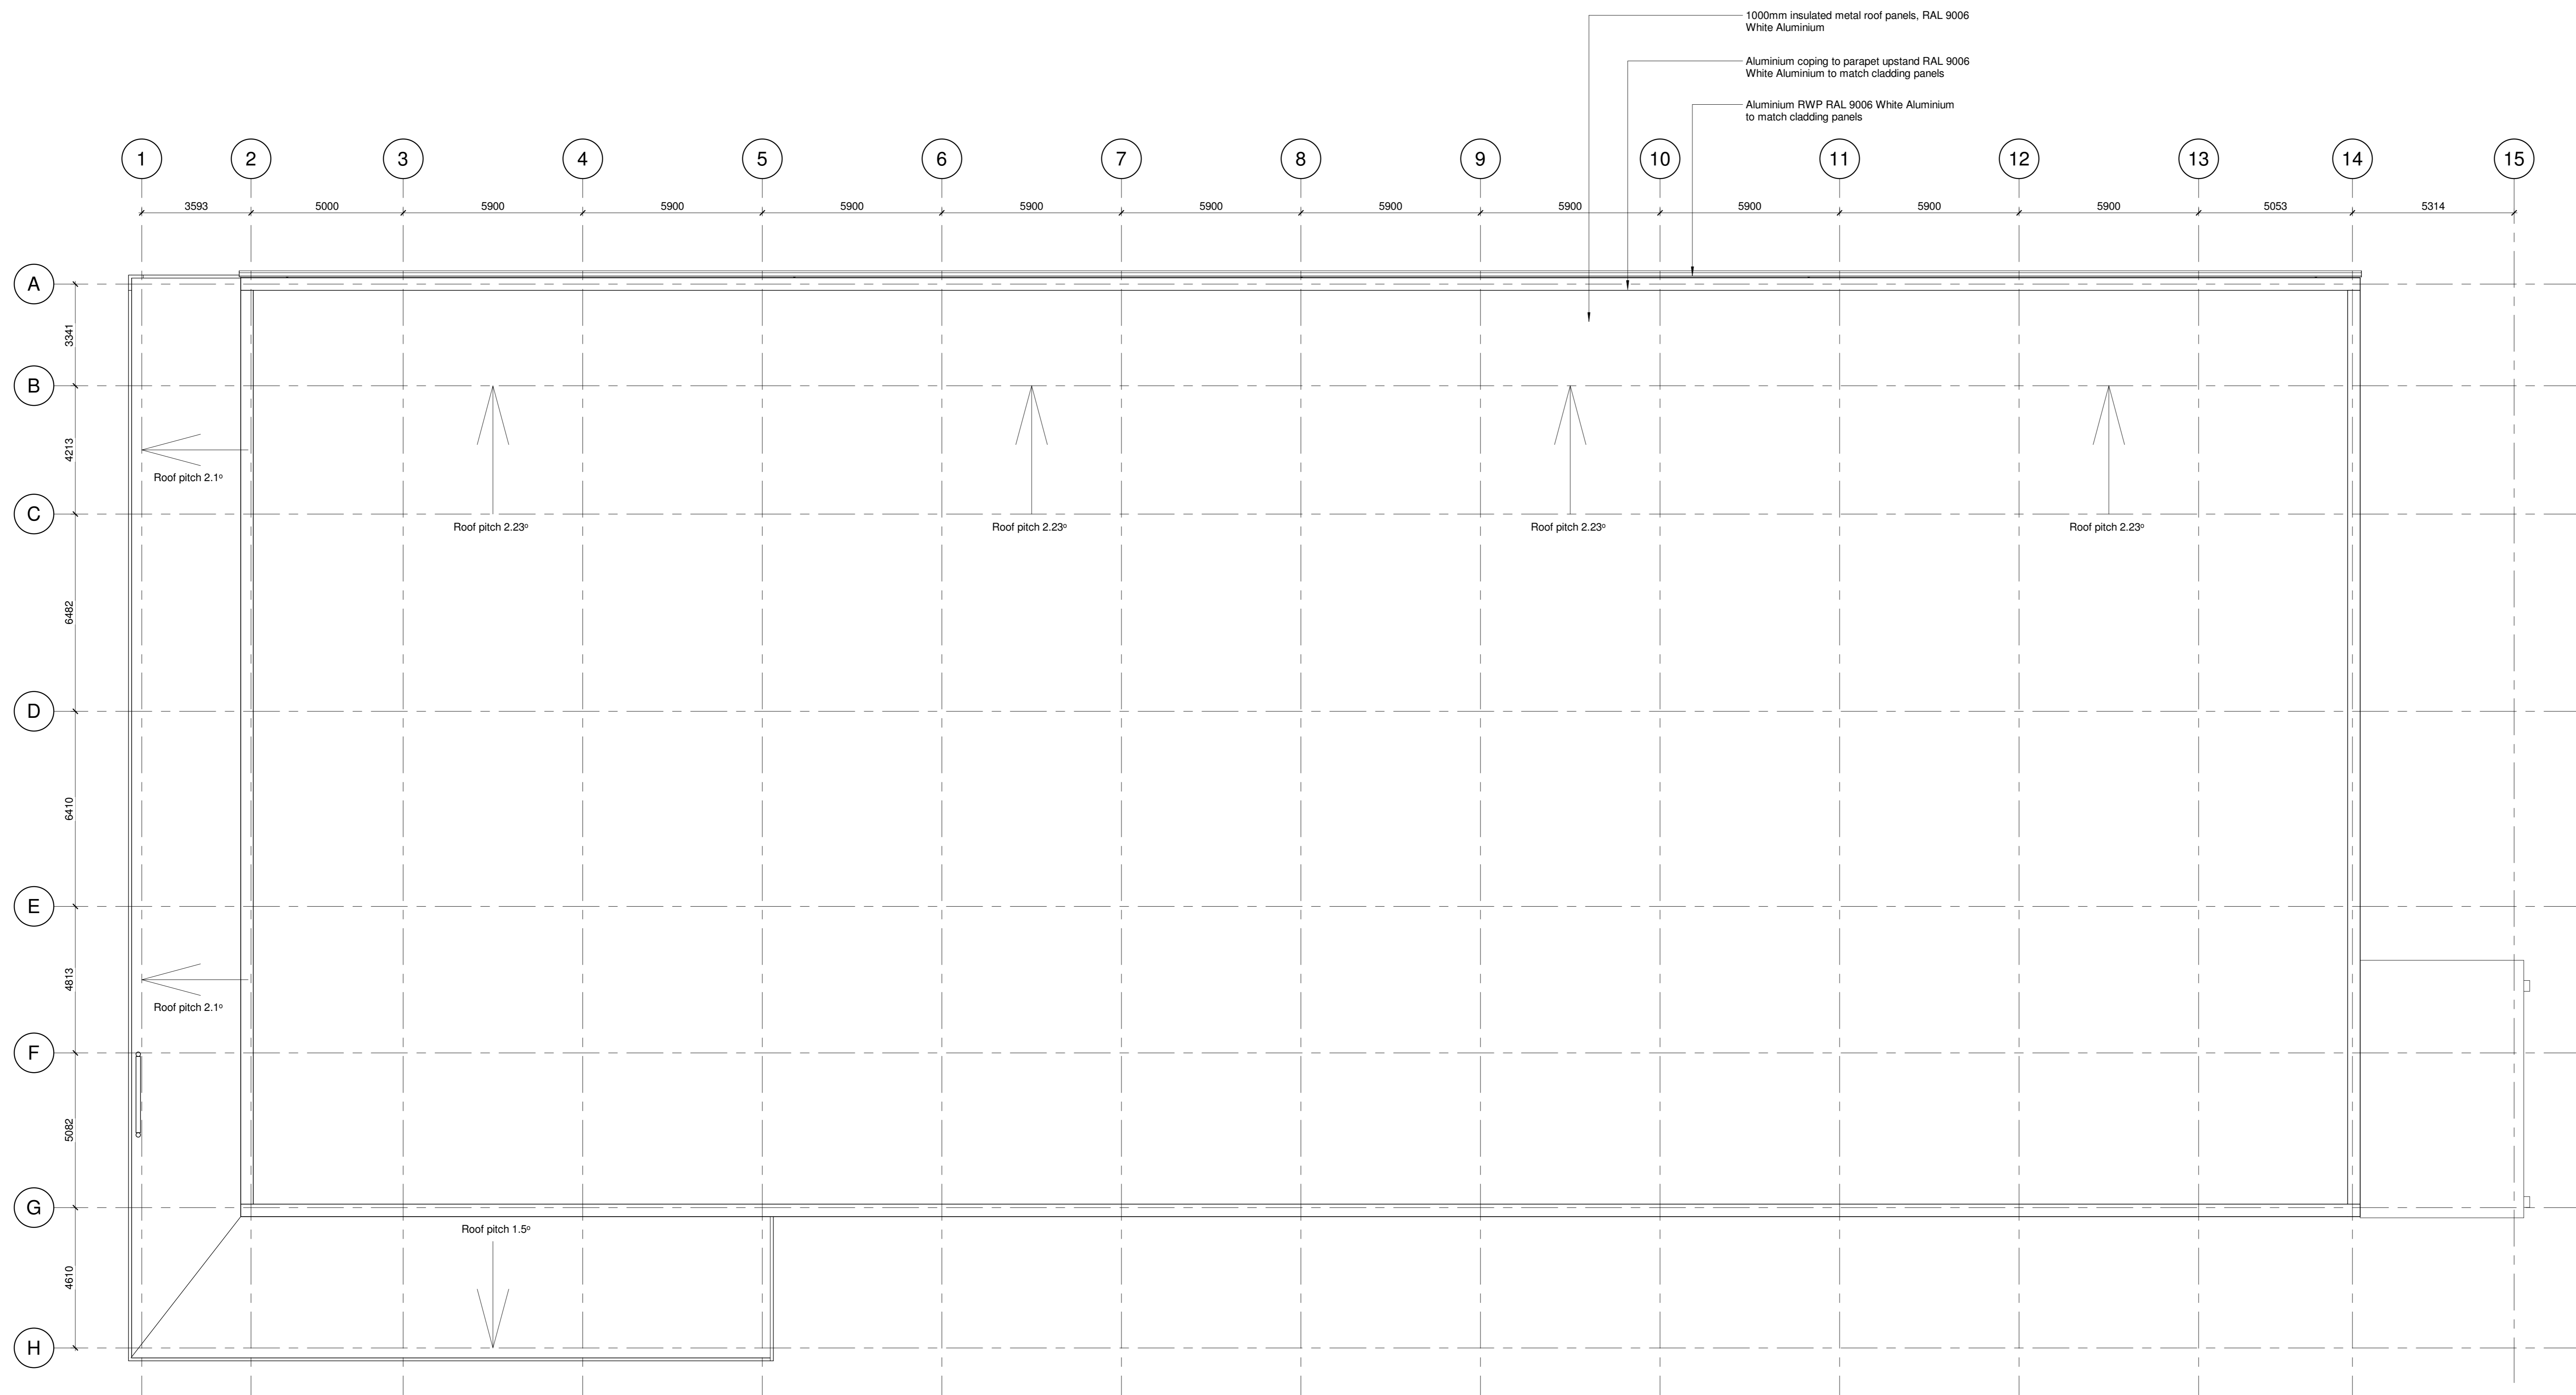 1000mm insulated metal roof panels, RAL 9006
White Aluminium
Aluminium coping to parapet upstand RAL 9006
White Aluminium to match cladding panels
Aluminium RWP RAL 9006 White Aluminium
to match cladding panels
1 2 3 4 5 6 7 8 9 10 11 12 13 14 15
3593 5000 5900 5900 5900 5900 5900 5900 5900 5900 5900 5900 5053 5314
A
3341
B
4213
Roof pitch 2.1º
C
Roof pitch 2.23º Roof pitch 2.23º Roof pitch 2.23º Roof pitch 2.23º
6482
D
6410
E
4813
Roof pitch 2.1º
F
5082
G
Roof pitch 1.5º
4610
H